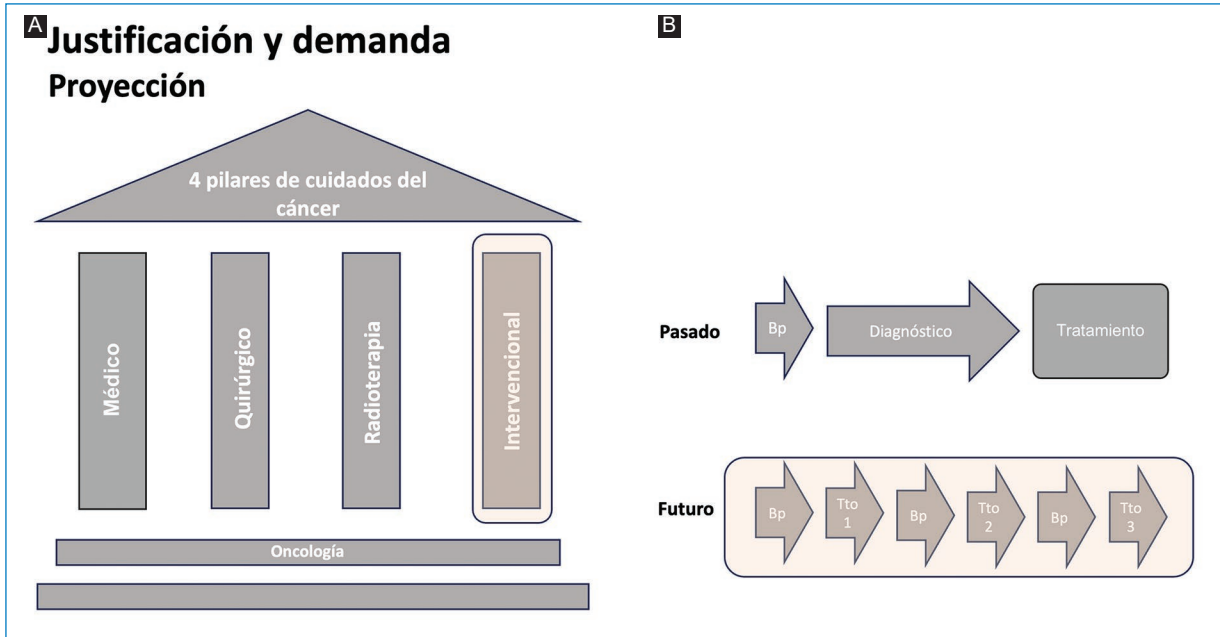 A
Justificación y demanda
Proyección
4 pilares de cuidados del
cáncer
Médico
Quirúrgico
Radioterapia
Intervencional
Oncología
B
Pasado
Bp
Diagnóstico
Tratamiento
Futuro
Bp
Tto
1
Bp
Tto
2
Bp
Tto
3